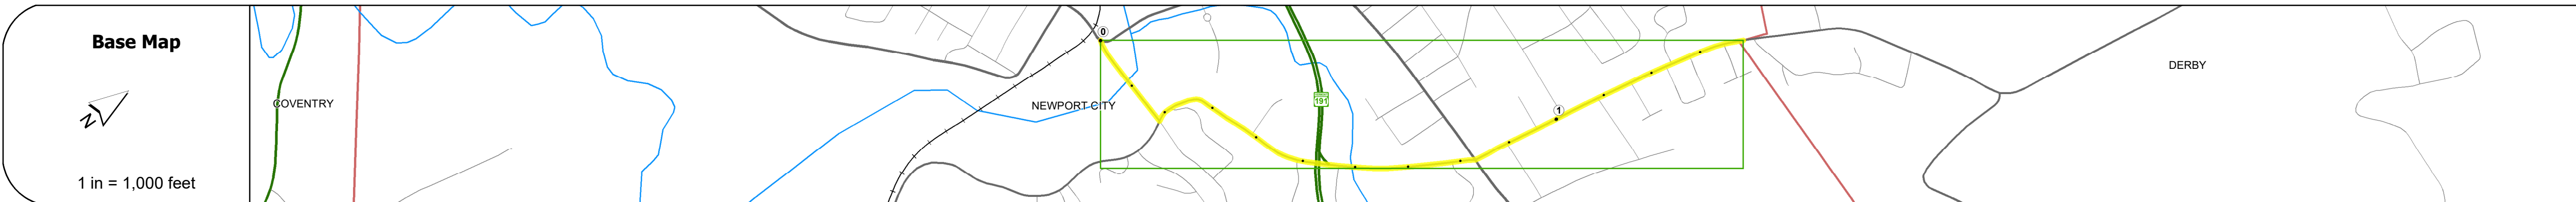 Base Map
N
1 in = 1,000 feet
COVENTRY
NEWPORT CITY
0
191
1
DERBY